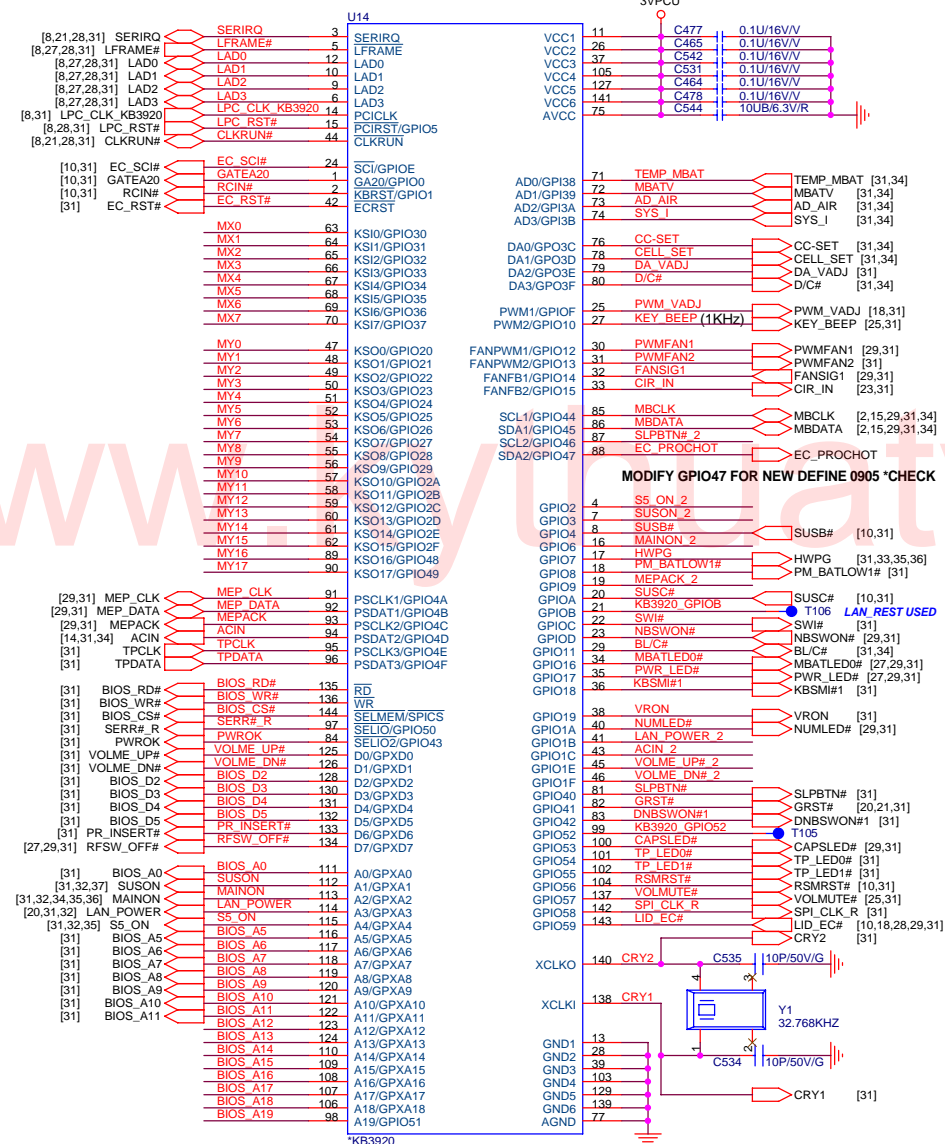 3VPCU
U14
[8,21,28,31] SERIRQ SERIRQ 3 SERIRQ
[8,27,28,31] LFRAME# LFRAME# 5 LFRAME
[8,27,28,31] LAD0 LAD0 12 LAD0
[8,27,28,31] LAD1 LAD1 10 LAD1
[8,27,28,31] LAD2 LAD2 9 LAD2
[8,27,28,31] LAD3 LAD3 6 LAD3
[8,31] LPC_CLK_KB3920 LPC_CLK_KB3920 14 PCICLK
[8,28,31] LPC_RST# LPC_RST# 15 PCIRST/GPIO5
[8,21,28,31] CLKRUN# CLKRUN# 44 CLKRUN
VCC1 11 C477 0.1U/16V/V
VCC2 26 C465 0.1U/16V/V
VCC3 37 C542 0.1U/16V/V
VCC4 105 C531 0.1U/16V/V
VCC5 127 C464 0.1U/16V/V
VCC6 141 C478 0.1U/16V/V
AVCC 75 C544 10UB/6.3V/R
[10,31] EC_SCI# EC_SCI# 24 SCI/GPIOE
[10,31] GATEA20 GATEA20 1 GA20/GPIO0
[10,31] RCIN# RCIN# 2 KBRST/GPIO1
[31] EC_RST# EC_RST# 42 ECRST
AD0/GPI38 71 TEMP_MBAT TEMP_MBAT [31,34]
AD1/GPI39 72 MBATV MBATV [31,34]
AD2/GPI3A 73 AD_AIR AD_AIR [31,34]
AD3/GPI3B 74 SYS_I SYS_I [31,34]
MX0 63 KSI0/GPIO30
MX1 64 KSI1/GPIO31
MX2 65 KSI2/GPIO32
MX3 66 KSI3/GPIO33
MX4 67 KSI4/GPIO34
MX5 68 KSI5/GPIO35
MX6 69 KSI6/GPIO36
MX7 70 KSI7/GPIO37
DA0/GPO3C 76 CC-SET CC-SET [31,34]
DA1/GPO3D 78 CELL_SET CELL_SET [31,34]
DA2/GPO3E 79 DA_VADJ DA_VADJ [31]
DA3/GPO3F 80 D/C# D/C# [31,34]
PWM1/GPIOF 25 PWM_VADJ PWM_VADJ [18,31]
PWM2/GPIO10 27 KEY_BEEP (1KHz) KEY_BEEP [25,31]
MY0 47 KSO0/GPIO20
MY1 48 KSO1/GPIO21
MY2 49 KSO2/GPIO22
MY3 50 KSO3/GPIO23
MY4 51 KSO4/GPIO24
MY5 52 KSO5/GPIO25
MY6 53 KSO6/GPIO26
MY7 54 KSO7/GPIO27
MY8 55 KSO8/GPIO28
MY9 56 KSO9/GPIO29
MY10 57 KSO10/GPIO2A
MY11 58 KSO11/GPIO2B
MY12 59 KSO12/GPIO2C
MY13 60 KSO13/GPIO2D
MY14 61 KSO14/GPIO2E
MY15 62 KSO15/GPIO2F
MY16 89 KSO16/GPIO48
MY17 90 KSO17/GPIO49
FANPWM1/GPIO12 30 PWMFAN1 PWMFAN1 [29,31]
FANPWM2/GPIO13 31 PWMFAN2 PWMFAN2 [31]
FANFB1/GPIO14 32 FANSIG1 FANSIG1 [29,31]
FANFB2/GPIO15 33 CIR_IN CIR_IN [23,31]
SCL1/GPIO44 85 MBCLK MBCLK [2,15,29,31,34]
SDA1/GPIO45 86 MBDATA MBDATA [2,15,29,31,34]
SCL2/GPIO46 87 SLPBTN#_2
SDA2/GPIO47 88 EC_PROCHOT EC_PROCHOT
MODIFY GPIO47 FOR NEW DEFINE 0905 *CHECK
GPIO2 4 S5_ON_2
GPIO3 7 SUSON_2
GPIO4 8 SUSB# SUSB# [10,31]
GPIO6 16 MAINON_2
GPIO7 17 HWPG HWPG [31,33,35,36]
GPIO8 18 PM_BATLOW1# PM_BATLOW1# [31]
GPIO9 19 MEPACK_2
GPIOA 20 SUSC# SUSC# [10,31]
GPIOB 21 KB3920_GPIOB T106 LAN_REST USED
GPIOC 22 SWI# SWI# [31]
GPIOD 23 NBSWON# NBSWON# [29,31]
GPIO11 29 BL/C# BL/C# [31,34]
GPIO16 34 MBATLED0# MBATLED0# [27,29,31]
GPIO17 35 PWR_LED# PWR_LED# [27,29,31]
GPIO18 36 KBSMI#1 KBSMI#1 [31]
[29,31] MEP_CLK MEP_CLK 91 PSCLK1/GPIO4A
[29,31] MEP_DATA MEP_DATA 92 PSDAT1/GPIO4B
[29,31] MEPACK MEPACK 93 PSCLK2/GPIO4C
[14,31,34] ACIN ACIN 94 PSDAT2/GPIO4D
[31] TPCLK TPCLK 95 PSCLK3/GPIO4E
[31] TPDATA TPDATA 96 PSDAT3/GPIO4F
[31] BIOS_RD# BIOS_RD# 135 RD
[31] BIOS_WR# BIOS_WR# 136 WR
[31] BIOS_CS# BIOS_CS# 144 SELMEM/SPICS
[31] SERR#_R SERR#_R 97 SELIO/GPIO50
[31] PWROK PWROK 84 SELIO2/GPIO43
[31] VOLME_UP# VOLME_UP# 125 D0/GPXD0
[31] VOLME_DN# VOLME_DN# 126 D1/GPXD1
[31] BIOS_D2 BIOS_D2 128 D2/GPXD2
[31] BIOS_D3 BIOS_D3 130 D3/GPXD3
[31] BIOS_D4 BIOS_D4 131 D4/GPXD4
[31] BIOS_D5 BIOS_D5 132 D5/GPXD5
[31] PR_INSERT# PR_INSERT# 133 D6/GPXD6
[27,29,31] RFSW_OFF# RFSW_OFF# 134 D7/GPXD7
GPIO19 38 VRON VRON [31]
GPIO1A 40 NUMLED# NUMLED# [29,31]
GPIO1B 41 LAN_POWER_2
GPIO1C 43 ACIN_2
GPIO1E 45 VOLME_UP#_2
GPIO1F 46 VOLME_DN#_2
GPIO40 81 SLPBTN# SLPBTN# [31]
GPIO41 82 GRST# GRST# [20,21,31]
GPIO42 83 DNBSWON#1 DNBSWON#1 [31]
GPIO52 99 KB3920_GPIO52 T105
GPIO53 100 CAPSLED# CAPSLED# [29,31]
GPIO54 101 TP_LED0# TP_LED0# [31]
GPIO55 102 TP_LED1# TP_LED1# [31]
GPIO56 104 RSMRST# RSMRST# [10,31]
GPIO57 137 VOLMUTE# VOLMUTE# [25,31]
GPIO58 142 SPI_CLK_R SPI_CLK_R [31]
GPIO59 143 LID_EC# LID_EC# [10,18,28,29,31]
CRY2 [31]
[31] BIOS_A0 BIOS_A0 111 A0/GPXA0
[31,32,37] SUSON SUSON 112 A1/GPXA1
[31,32,34,35,36] MAINON MAINON 113 A2/GPXA2
[20,31,32] LAN_POWER LAN_POWER 114 A3/GPXA3
[31,32,35] S5_ON S5_ON 115 A4/GPXA4
[31] BIOS_A5 BIOS_A5 116 A5/GPXA5
[31] BIOS_A6 BIOS_A6 117 A6/GPXA6
[31] BIOS_A7 BIOS_A7 118 A7/GPXA7
[31] BIOS_A8 BIOS_A8 119 A8/GPXA8
[31] BIOS_A9 BIOS_A9 120 A9/GPXA9
[31] BIOS_A10 BIOS_A10 121 A10/GPXA10
[31] BIOS_A11 BIOS_A11 122 A11/GPXA11
BIOS_A12 123 A12/GPXA12
BIOS_A13 124 A13/GPXA13
BIOS_A14 110 A14/GPXA14
BIOS_A15 109 A15/GPXA15
BIOS_A16 108 A16/GPXA16
BIOS_A17 107 A17/GPXA17
BIOS_A18 106 A18/GPXA18
BIOS_A19 98 A19/GPIO51
XCLKO 140 CRY2 C535 10P/50V/G
4 3
XCLKI 138 CRY1
Y1
32.768KHZ
1 2
C534 10P/50V/G
CRY1 [31]
GND1 13
GND2 28
GND3 39
GND4 103
GND5 129
GND6 139
AGND 77
*KB3920
ww.kythuat